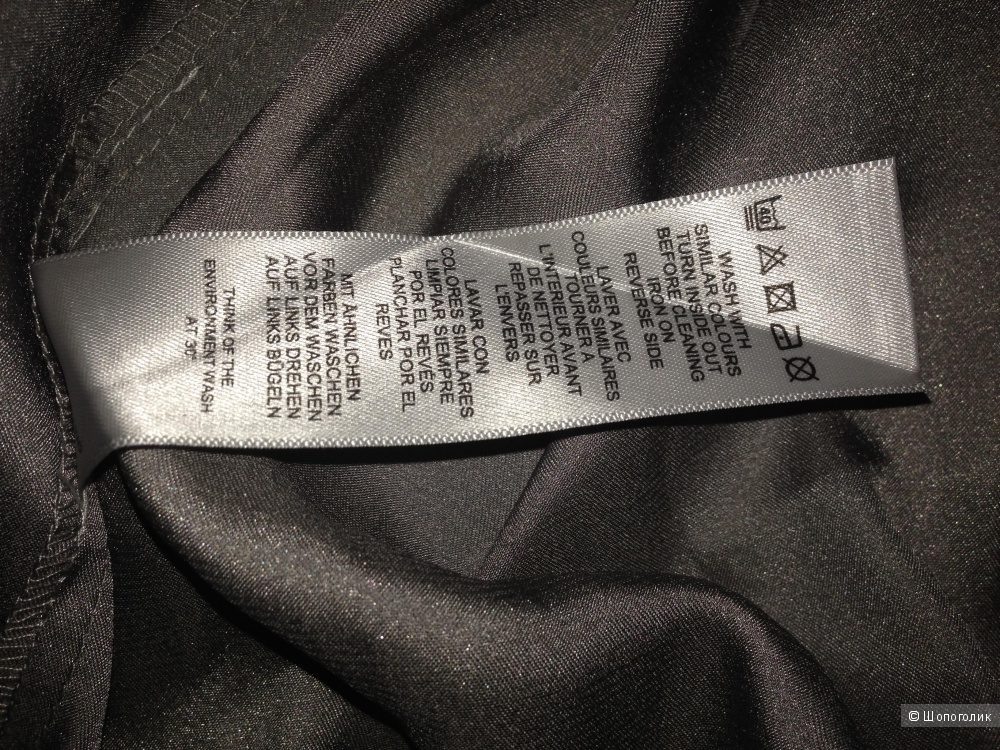 40
WASH WITH
SIMILAR COLOURS
TURN INSIDE OUT
BEFORE CLEANING
IRON ON
REVERSE SIDE
LAVER AVEC
COULEURS SIMILAIRES
TOURNER A
L'INTERIEUR AVANT
DE NETTOYER
REPASSER SUR
L'ENVERS
LAVAR CON
COLORES SIMILARES
LIMPIAR SIEMPRE
POR EL REVÉS
PLANCHAR POR EL
REVES
MIT ÄHNLICHEN
FARBEN WASCHEN
VOR DEM WASCHEN
AUF LINKS DREHEN
AUF LINKS BÜGELN
THINK OF THE
ENVIRONMENT WASH
AT 30°
© Шопоголик